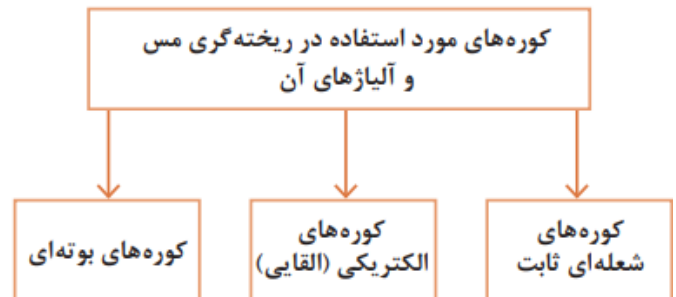 کوره‌های مورد استفاده در ریخته‌گری مس
و آلیاژهای آن
کوره‌های
شعله‌ای ثابت
کوره‌های
الکتریکی (القایی)
کوره‌های بوته‌ای